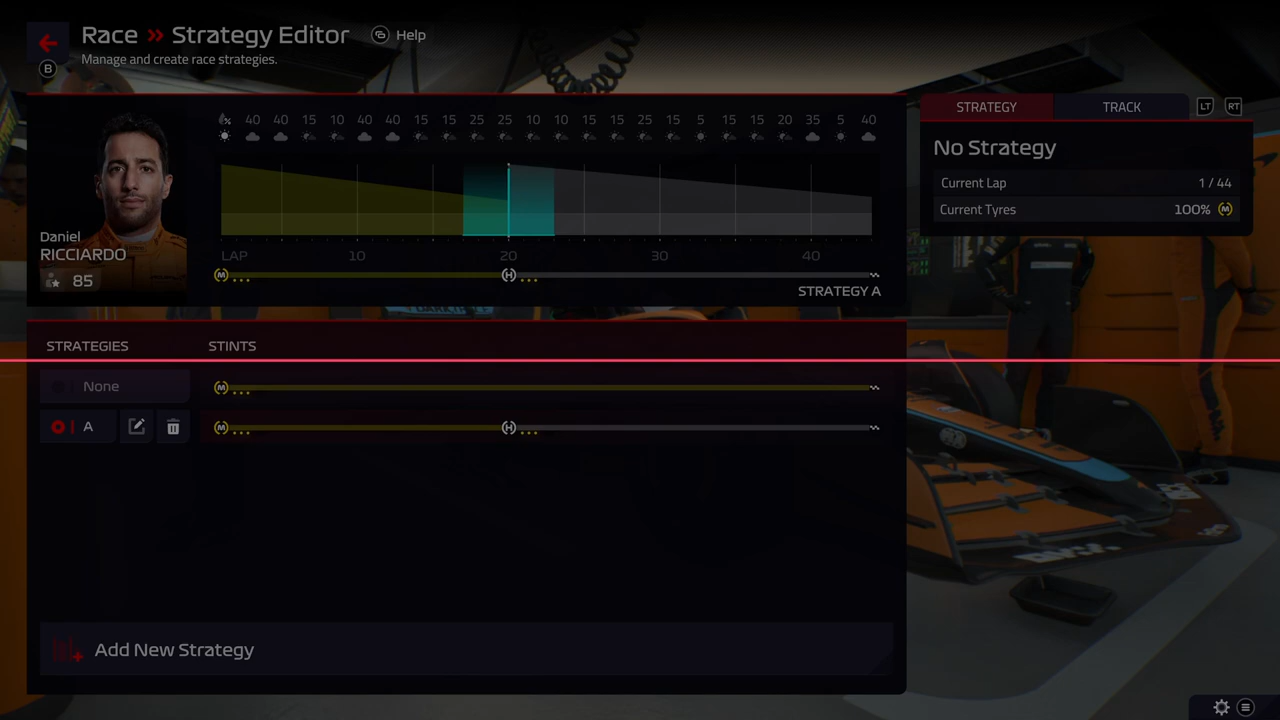 Race » Strategy Editor
Help
B
Manage and create race strategies.
% 40 40 15 10 40 40 15 15 25 25 10 10 15 15 25 15 5 15 15 20 35 5 40
Daniel
RICCIARDO
85
LAP 10 20 30 40
M H
STRATEGY A
STRATEGY TRACK LT RT
No Strategy
Current Lap 1 / 44
Current Tyres 100% M
STRATEGIES STINTS
None M
A M H
Add New Strategy